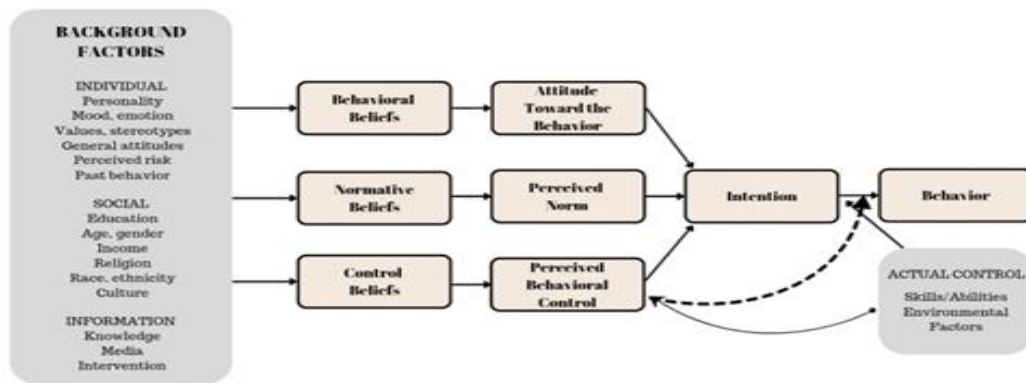 BACKGROUND
FACTORS
INDIVIDUAL
Personality
Mood, emotion
Values, stereotypes
General attitudes
Perceived risk
Past behavior
SOCIAL
Education
Age, gender
Income
Religion
Race, ethnicity
Culture
INFORMATION
Knowledge
Media
Intervention
Behavioral
Beliefs
Attitude
Toward the
Behavior
Normative
Beliefs
Perceived
Norm
Control
Beliefs
Perceived
Behavioral
Control
Intention
Behavior
ACTUAL CONTROL
Skills/Abilities
Environmental
Factors